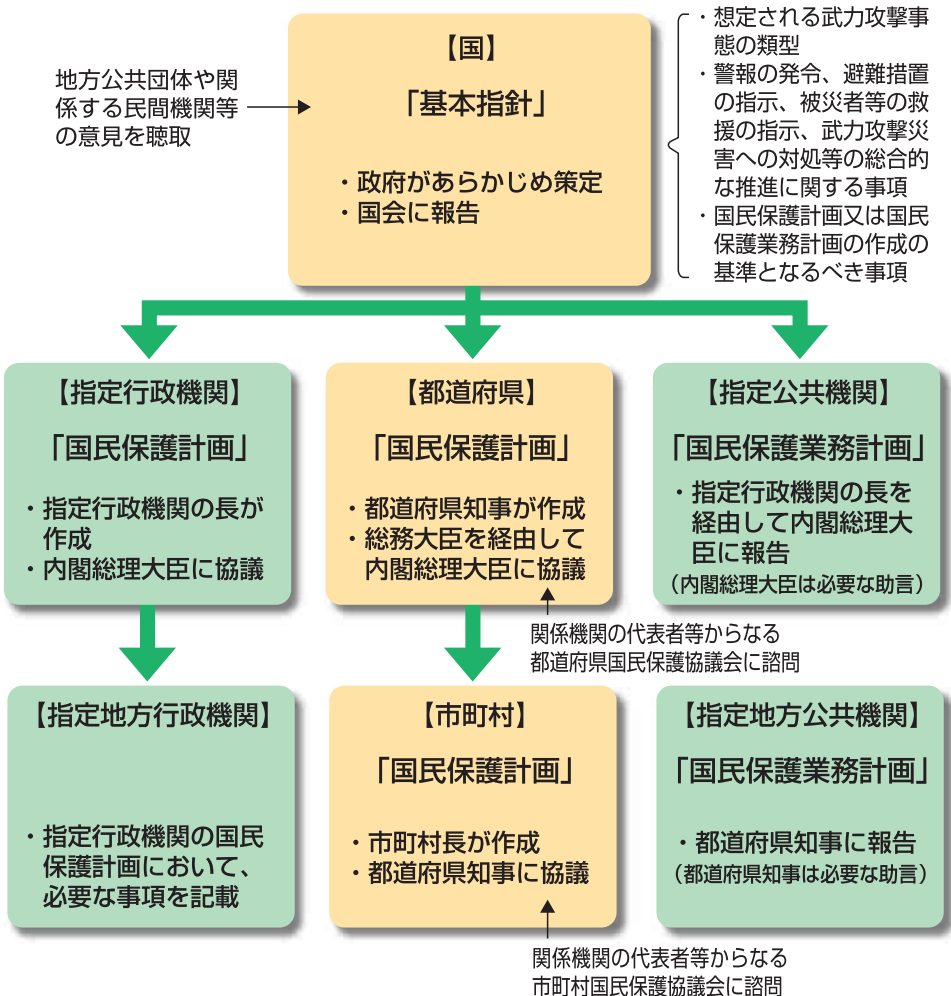 地方公共団体や関
係する民間機関等
の意見を聴取
【国】
「基本指針」
・政府があらかじめ策定
・国会に報告
・想定される武力攻撃事
態の類型
・警報の発令、避難措置
の指示、被災者等の救
援の指示、武力攻撃災
害への対処等の総合的
な推進に関する事項
・国民保護計画又は国民
保護業務計画の作成の
基準となるべき事項
【指定行政機関】
「国民保護計画」
・指定行政機関の長が
作成
・内閣総理大臣に協議
【都道府県】
「国民保護計画」
・都道府県知事が作成
・総務大臣を経由して
内閣総理大臣に協議
関係機関の代表者等からなる
都道府県国民保護協議会に諮問
【指定公共機関】
「国民保護業務計画」
・指定行政機関の長を
経由して内閣総理大
臣に報告
（内閣総理大臣は必要な助言）
【指定地方行政機関】
・指定行政機関の国民
保護計画において、
必要な事項を記載
【市町村】
「国民保護計画」
・市町村長が作成
・都道府県知事に協議
関係機関の代表者等からなる
市町村国民保護協議会に諮問
【指定地方公共機関】
「国民保護業務計画」
・都道府県知事に報告
（都道府県知事は必要な助言）